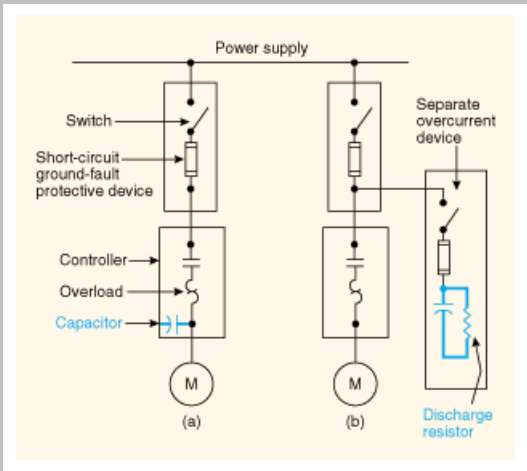 Power supply
Switch
Short-circuit
ground-fault
protective device
Separate
overcurrent
device
Controller
Overload
Capacitor
M
M
(a)
(b)
Discharge
resistor